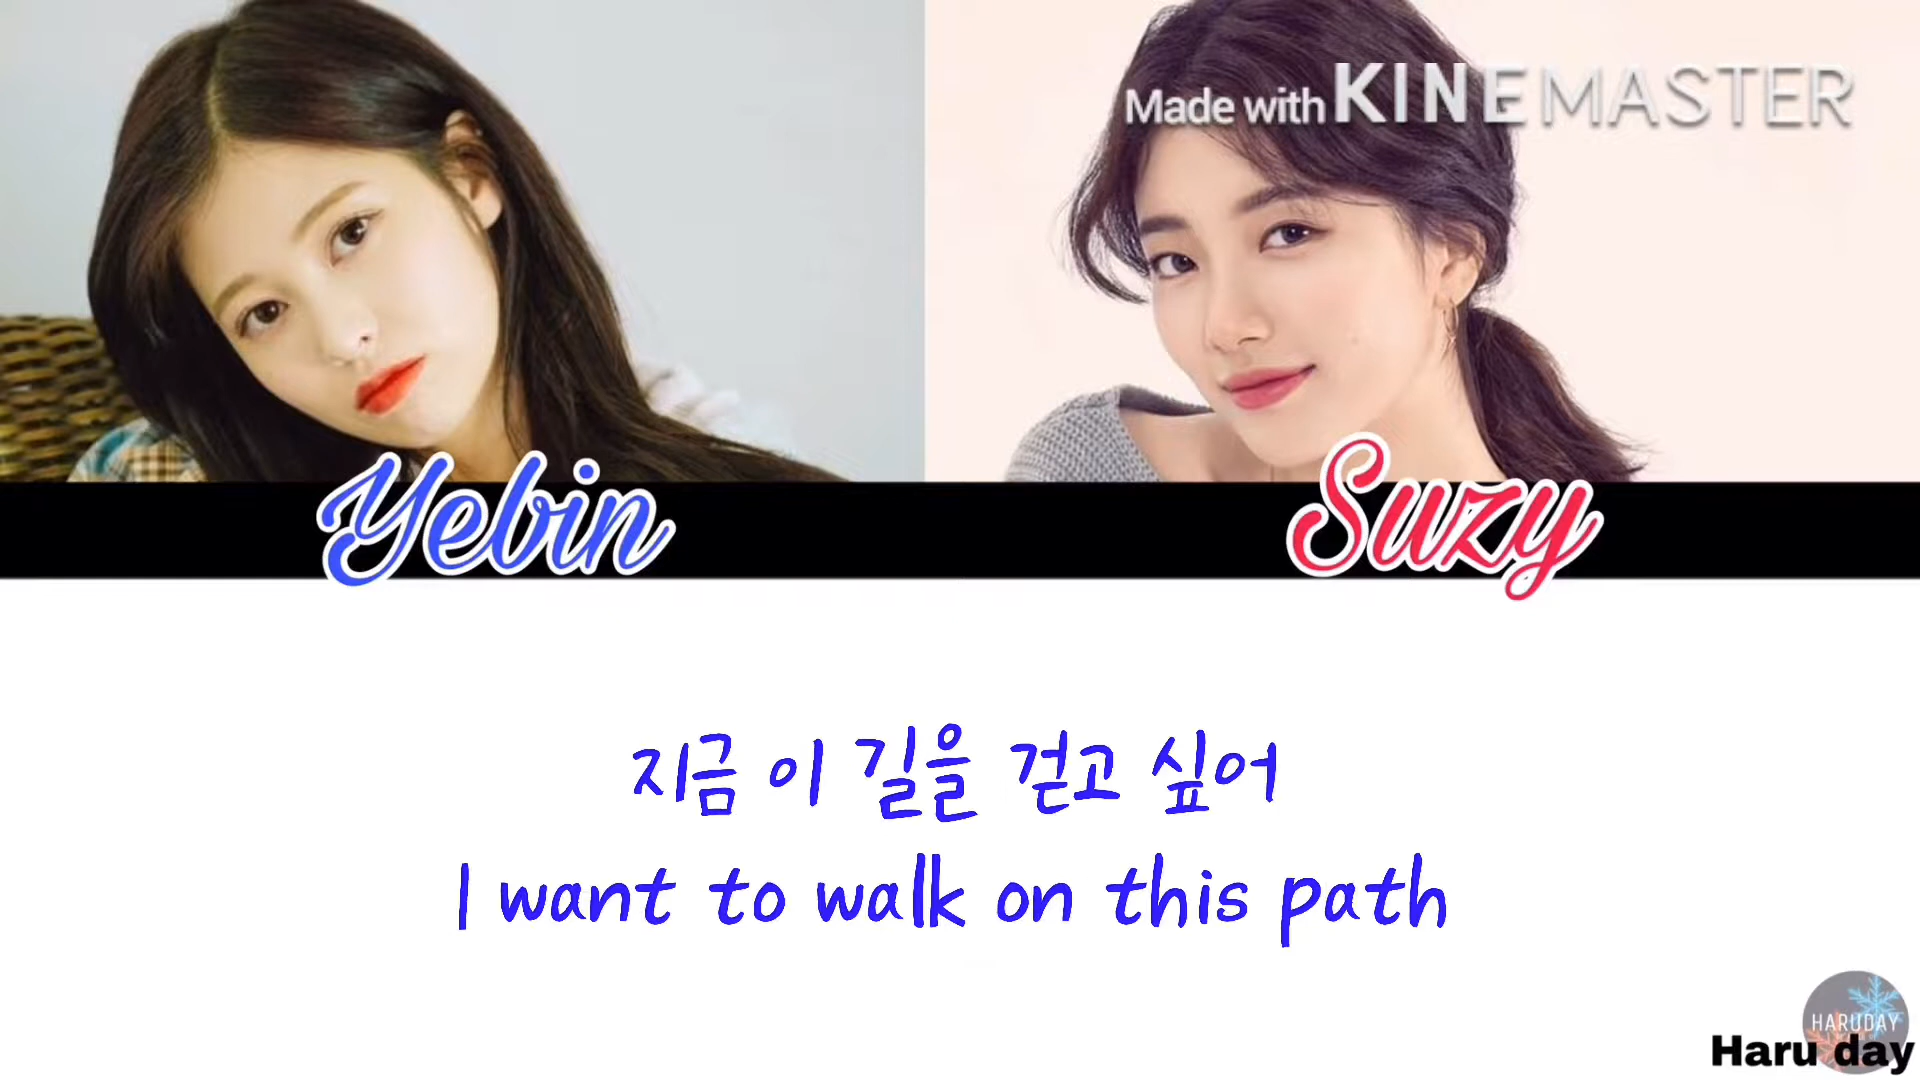 Made with KINEMASTER
Yebin
Suzy
지금 이 길을 걷고 싶어
I want to walk on this path
HARUDAY
Haru day